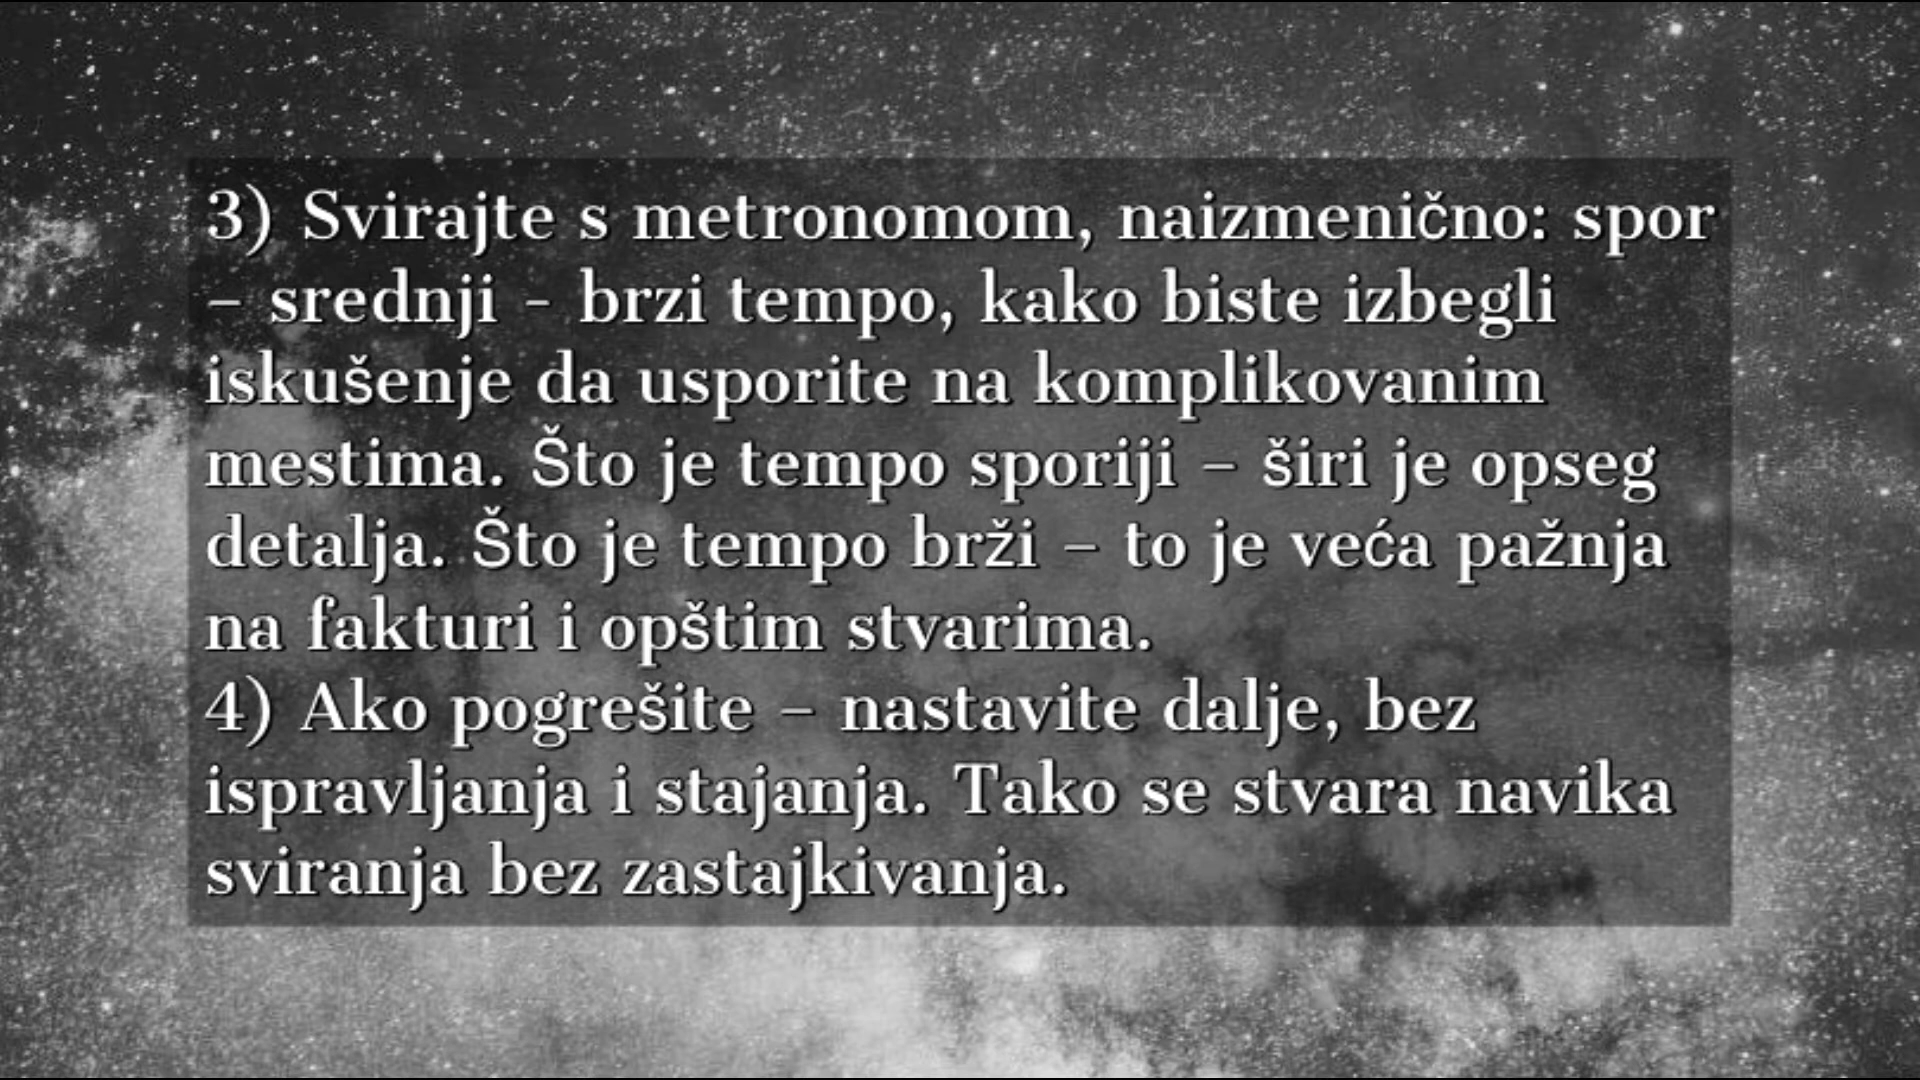 3) Svirajte s metronomom, naizmenično: spor
– srednji - brzi tempo, kako biste izbegli
iskušenje da usporite na komplikovanim
mestima. Što je tempo sporiji – širi je opseg
detalja. Što je tempo brži – to je veća pažnja
na fakturi i opštim stvarima.
4) Ako pogrešite – nastavite dalje, bez
ispravljanja i stajanja. Tako se stvara navika
sviranja bez zastajkivanja.